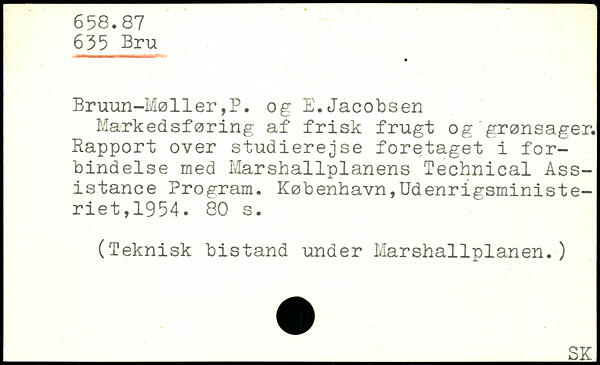 658.87
635 Bru
Bruun-Møller,P. og E.Jacobsen
Markedsføring af frisk frugt og grønsager.
Rapport over studierejse foretaget i for-
bindelse med Marshallplanens Technical Ass-
istance Program. København,Udenrigsministe-
riet,1954. 80 s.
(Teknisk bistand under Marshallplanen.)
SK